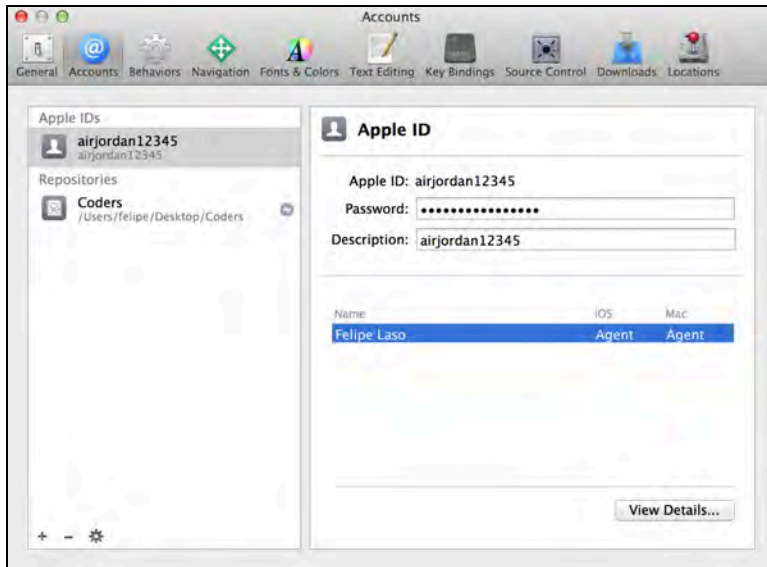 Accounts
General Accounts Behaviors Navigation Fonts & Colors Text Editing Key Bindings Source Control Downloads Locations
Apple IDs
airjordan12345
airjordan12345
Repositories
Coders
/Users/felipe/Desktop/Coders
Apple ID
Apple ID: airjordan12345
Password: ••••••••••••••••
Description: airjordan12345
Name iOS Mac
Felipe Laso Agent Agent
View Details...